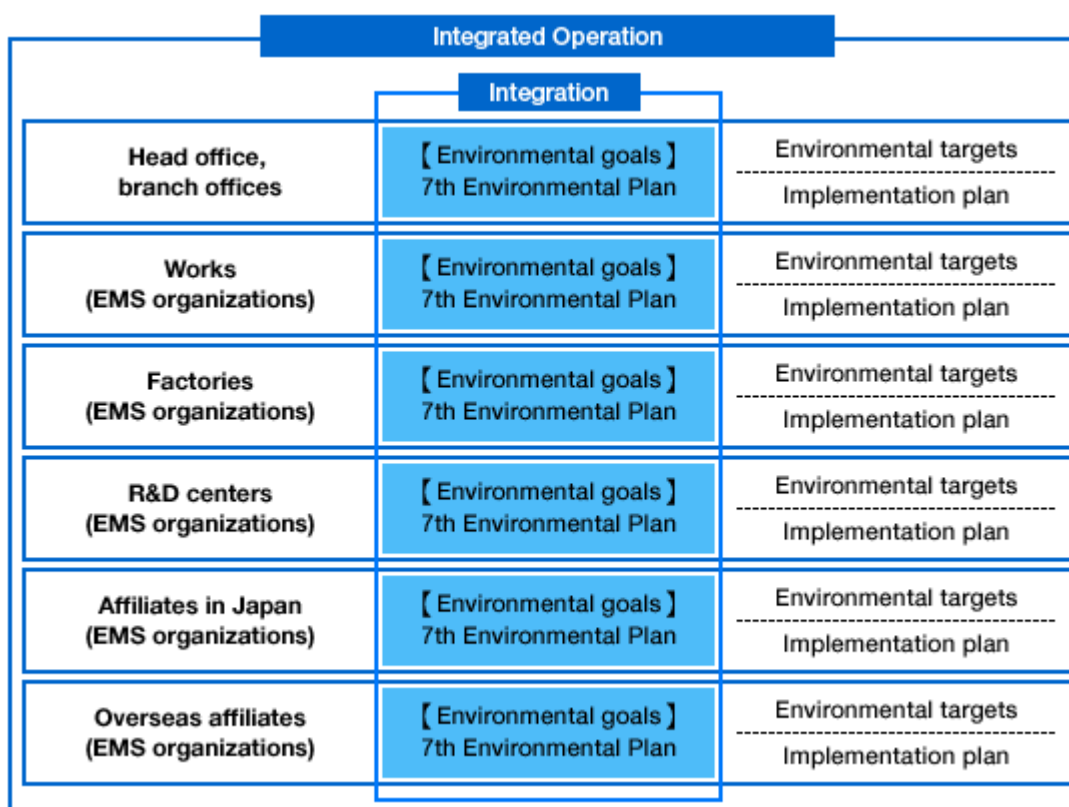 Integrated Operation
Integration
Head office,
branch offices
【Environmental goals】
7th Environmental Plan
Environmental targets
Implementation plan
Works
(EMS organizations)
【Environmental goals】
7th Environmental Plan
Environmental targets
Implementation plan
Factories
(EMS organizations)
【Environmental goals】
7th Environmental Plan
Environmental targets
Implementation plan
R&D centers
(EMS organizations)
【Environmental goals】
7th Environmental Plan
Environmental targets
Implementation plan
Affiliates in Japan
(EMS organizations)
【Environmental goals】
7th Environmental Plan
Environmental targets
Implementation plan
Overseas affiliates
(EMS organizations)
【Environmental goals】
7th Environmental Plan
Environmental targets
Implementation plan